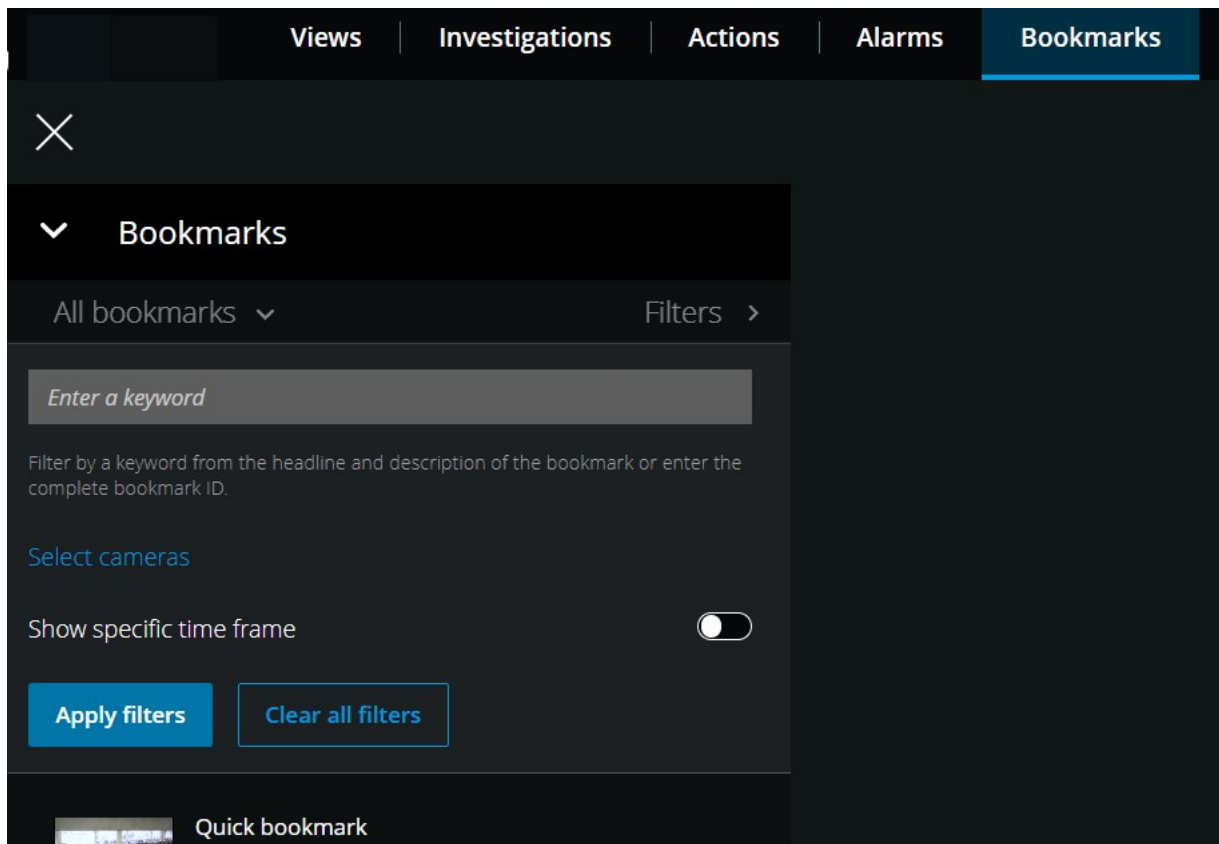 Views Investigations Actions Alarms Bookmarks
Bookmarks
All bookmarks Filters
Enter a keyword
Filter by a keyword from the headline and description of the bookmark or enter the
complete bookmark ID.
Select cameras
Show specific time frame
Apply filters Clear all filters
Quick bookmark